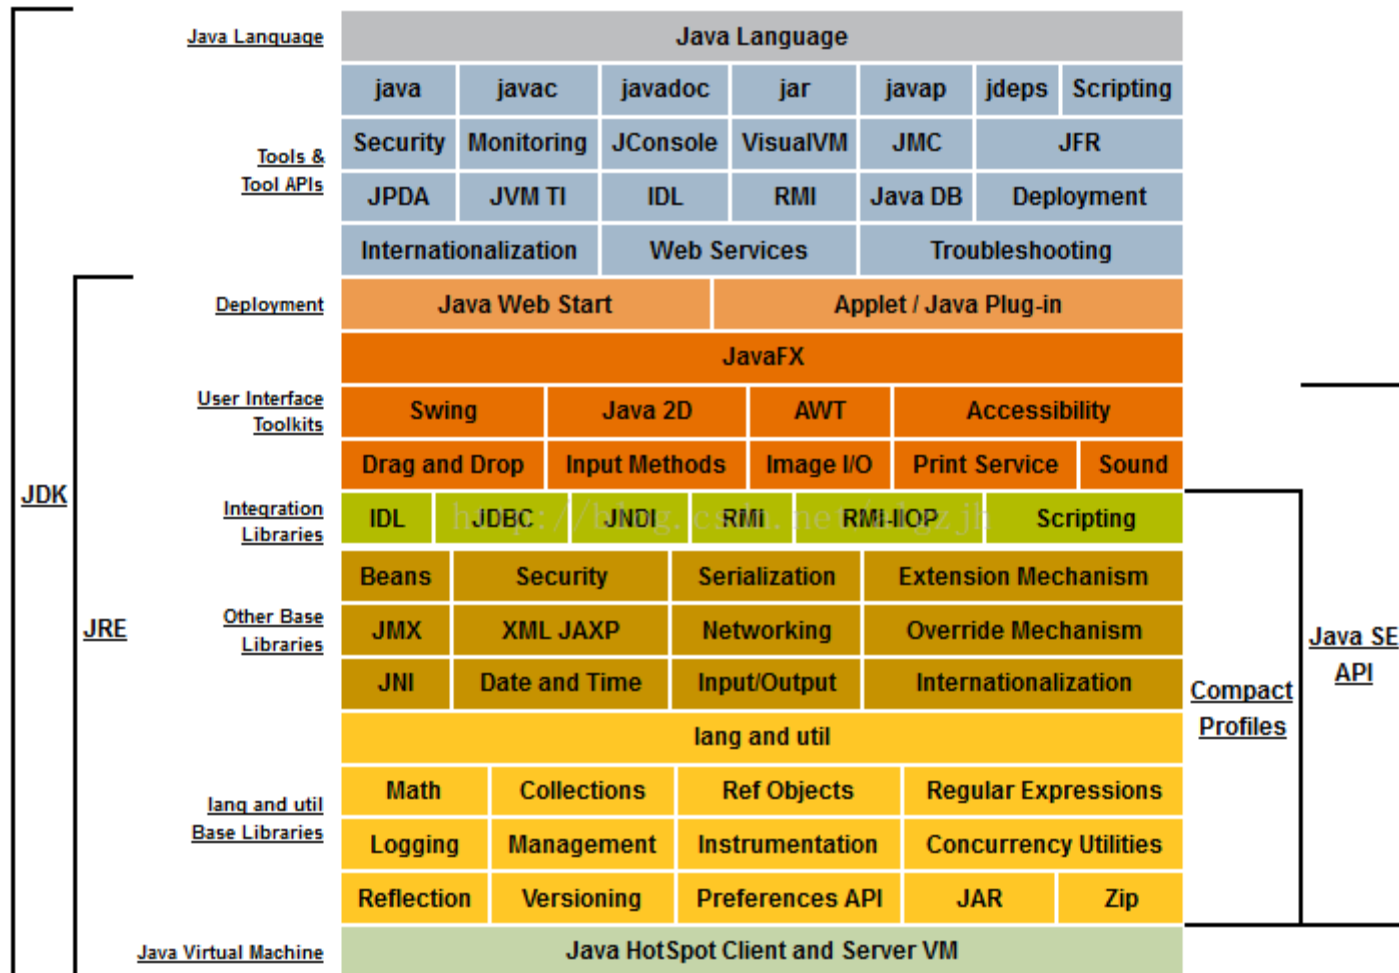 Java Language
Java Language
java javac javadoc jar javap jdeps Scripting
Tools &
Tool APIs
Security Monitoring JConsole VisualVM JMC JFR
JPDA JVM TI IDL RMI Java DB Deployment
Internationalization Web Services Troubleshooting
Deployment
Java Web Start Applet / Java Plug-in
JavaFX
User Interface
Toolkits
Swing Java 2D AWT Accessibility
Drag and Drop Input Methods Image I/O Print Service Sound
JDK
Integration
Libraries
IDL JDBC JNDI RMI RMI-IIOP Scripting
Beans Security Serialization Extension Mechanism
JRE
Other Base
Libraries
JMX XML JAXP Networking Override Mechanism
Java SE
API
JNI Date and Time Input/Output Internationalization
Compact
Profiles
lang and util
lang and util
Base Libraries
Math Collections Ref Objects Regular Expressions
Logging Management Instrumentation Concurrency Utilities
Reflection Versioning Preferences API JAR Zip
Java Virtual Machine
Java HotSpot Client and Server VM